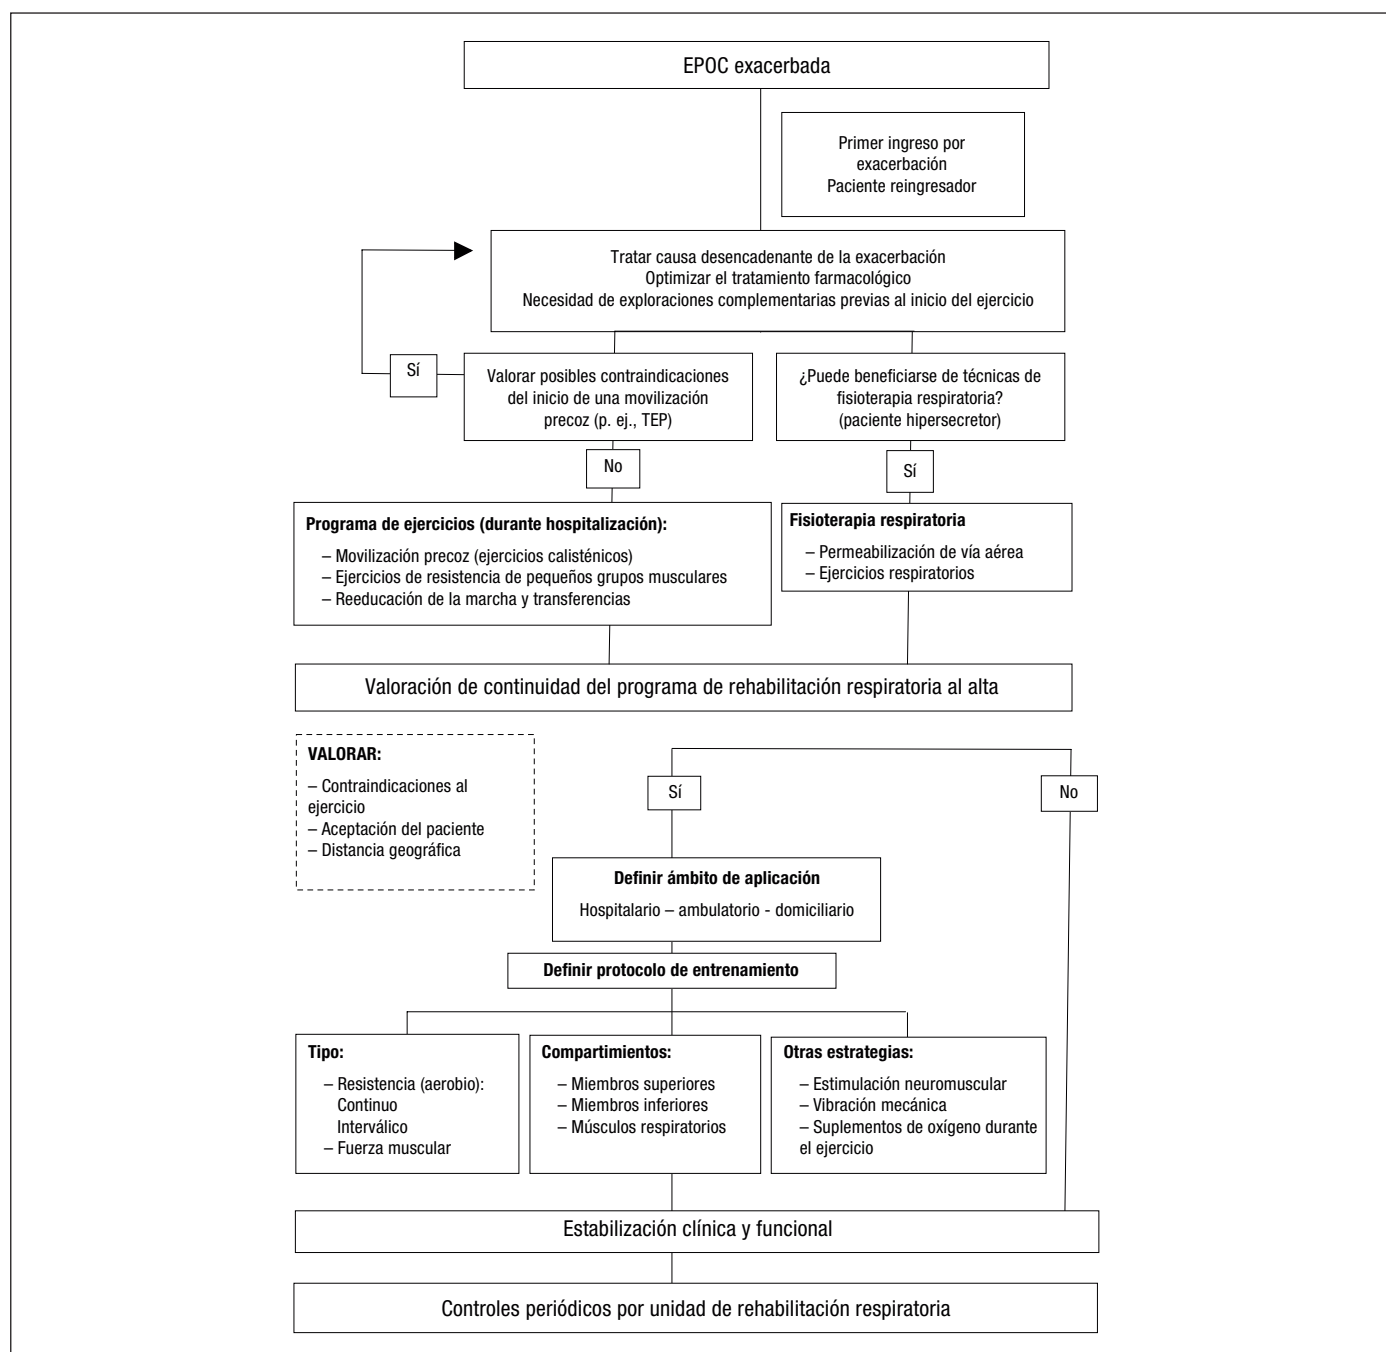 EPOC exacerbada
Primer ingreso por
exacerbación
Paciente reingresador
Tratar causa desencadenante de la exacerbación
Optimizar el tratamiento farmacológico
Necesidad de exploraciones complementarias previas al inicio del ejercicio
Sí
Valorar posibles contraindicaciones
del inicio de una movilización
precoz (p. ej., TEP)
¿Puede beneficiarse de técnicas de
fisioterapia respiratoria?
(paciente hipersecretor)
No
Sí
Programa de ejercicios (durante hospitalización):
– Movilización precoz (ejercicios calisténicos)
– Ejercicios de resistencia de pequeños grupos musculares
– Reeducación de la marcha y transferencias
Fisioterapia respiratoria
– Permeabilización de vía aérea
– Ejercicios respiratorios
Valoración de continuidad del programa de rehabilitación respiratoria al alta
VALORAR:
– Contraindicaciones al
ejercicio
– Aceptación del paciente
– Distancia geográfica
Sí
No
Definir ámbito de aplicación
Hospitalario – ambulatorio - domiciliario
Definir protocolo de entrenamiento
Tipo:
– Resistencia (aerobio):
Continuo
Interválico
– Fuerza muscular
Compartimientos:
– Miembros superiores
– Miembros inferiores
– Músculos respiratorios
Otras estrategias:
– Estimulación neuromuscular
– Vibración mecánica
– Suplementos de oxígeno durante
el ejercicio
Estabilización clínica y funcional
Controles periódicos por unidad de rehabilitación respiratoria